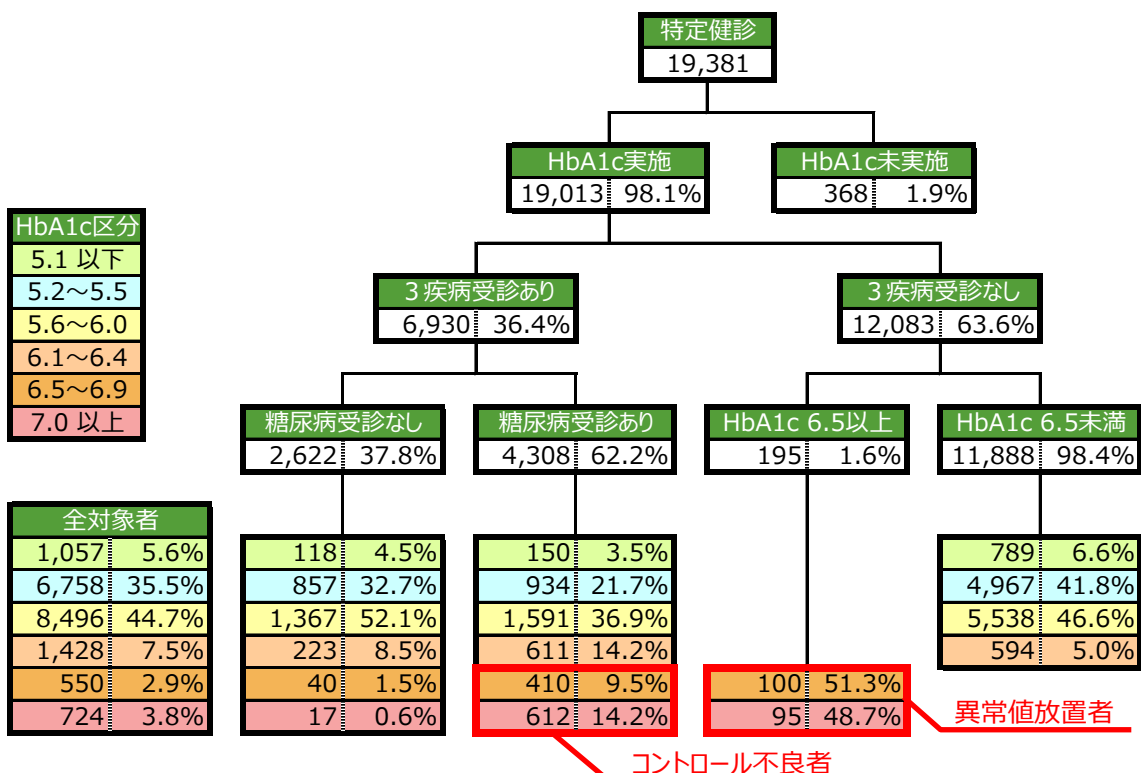 特定健診
19,381
HbA1c実施
19,013 98.1%
HbA1c未実施
368 1.9%
HbA1c区分
5.1 以下
5.2～5.5
5.6～6.0
6.1～6.4
6.5～6.9
7.0 以上
３疾病受診あり
6,930 36.4%
３疾病受診なし
12,083 63.6%
糖尿病受診なし
2,622 37.8%
糖尿病受診あり
4,308 62.2%
HbA1c 6.5以上
195 1.6%
HbA1c 6.5未満
11,888 98.4%
全対象者
1,057 5.6%
6,758 35.5%
8,496 44.7%
1,428 7.5%
550 2.9%
724 3.8%
118 4.5%
857 32.7%
1,367 52.1%
223 8.5%
40 1.5%
17 0.6%
150 3.5%
934 21.7%
1,591 36.9%
611 14.2%
410 9.5%
612 14.2%
100 51.3%
95 48.7%
789 6.6%
4,967 41.8%
5,538 46.6%
594 5.0%
異常値放置者
コントロール不良者